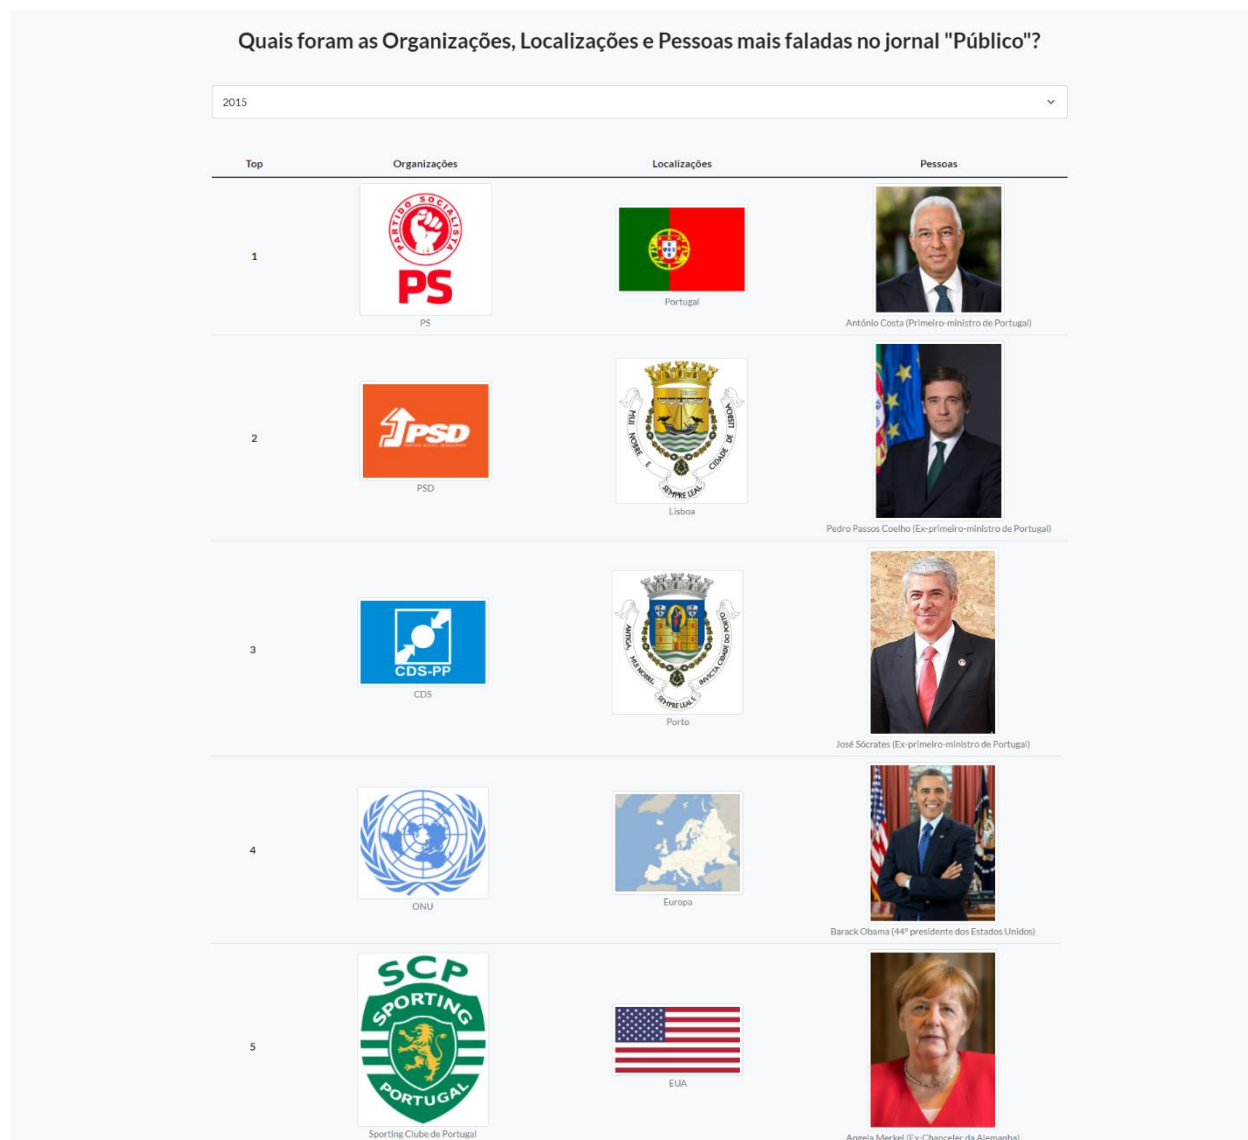 Quais foram as Organizações, Localizações e Pessoas mais faladas no jornal "Público"?
2015
Top Organizações Localizações Pessoas
1
PARTIDO SOCIALISTA
PS
PS
Portugal
António Costa (Primeiro-ministro de Portugal)
2
PSD
PSD
MUI NOBRE E SEMPRE LEAL CIDADE DE LISBOA
Lisboa
Pedro Passos Coelho (Ex-primeiro-ministro de Portugal)
3
CDS-PP
CDS
ANTIGA, MUI NOBRE, SEMPRE LEAL E INVICTA CIDADE DO PORTO
Porto
José Sócrates (Ex-primeiro-ministro de Portugal)
4
ONU
Europa
Barack Obama (44º presidente dos Estados Unidos)
5
SCP
SPORTING
PORTUGAL
Sporting Clube de Portugal
EUA
Angela Merkel (Ex-Chanceler da Alemanha)